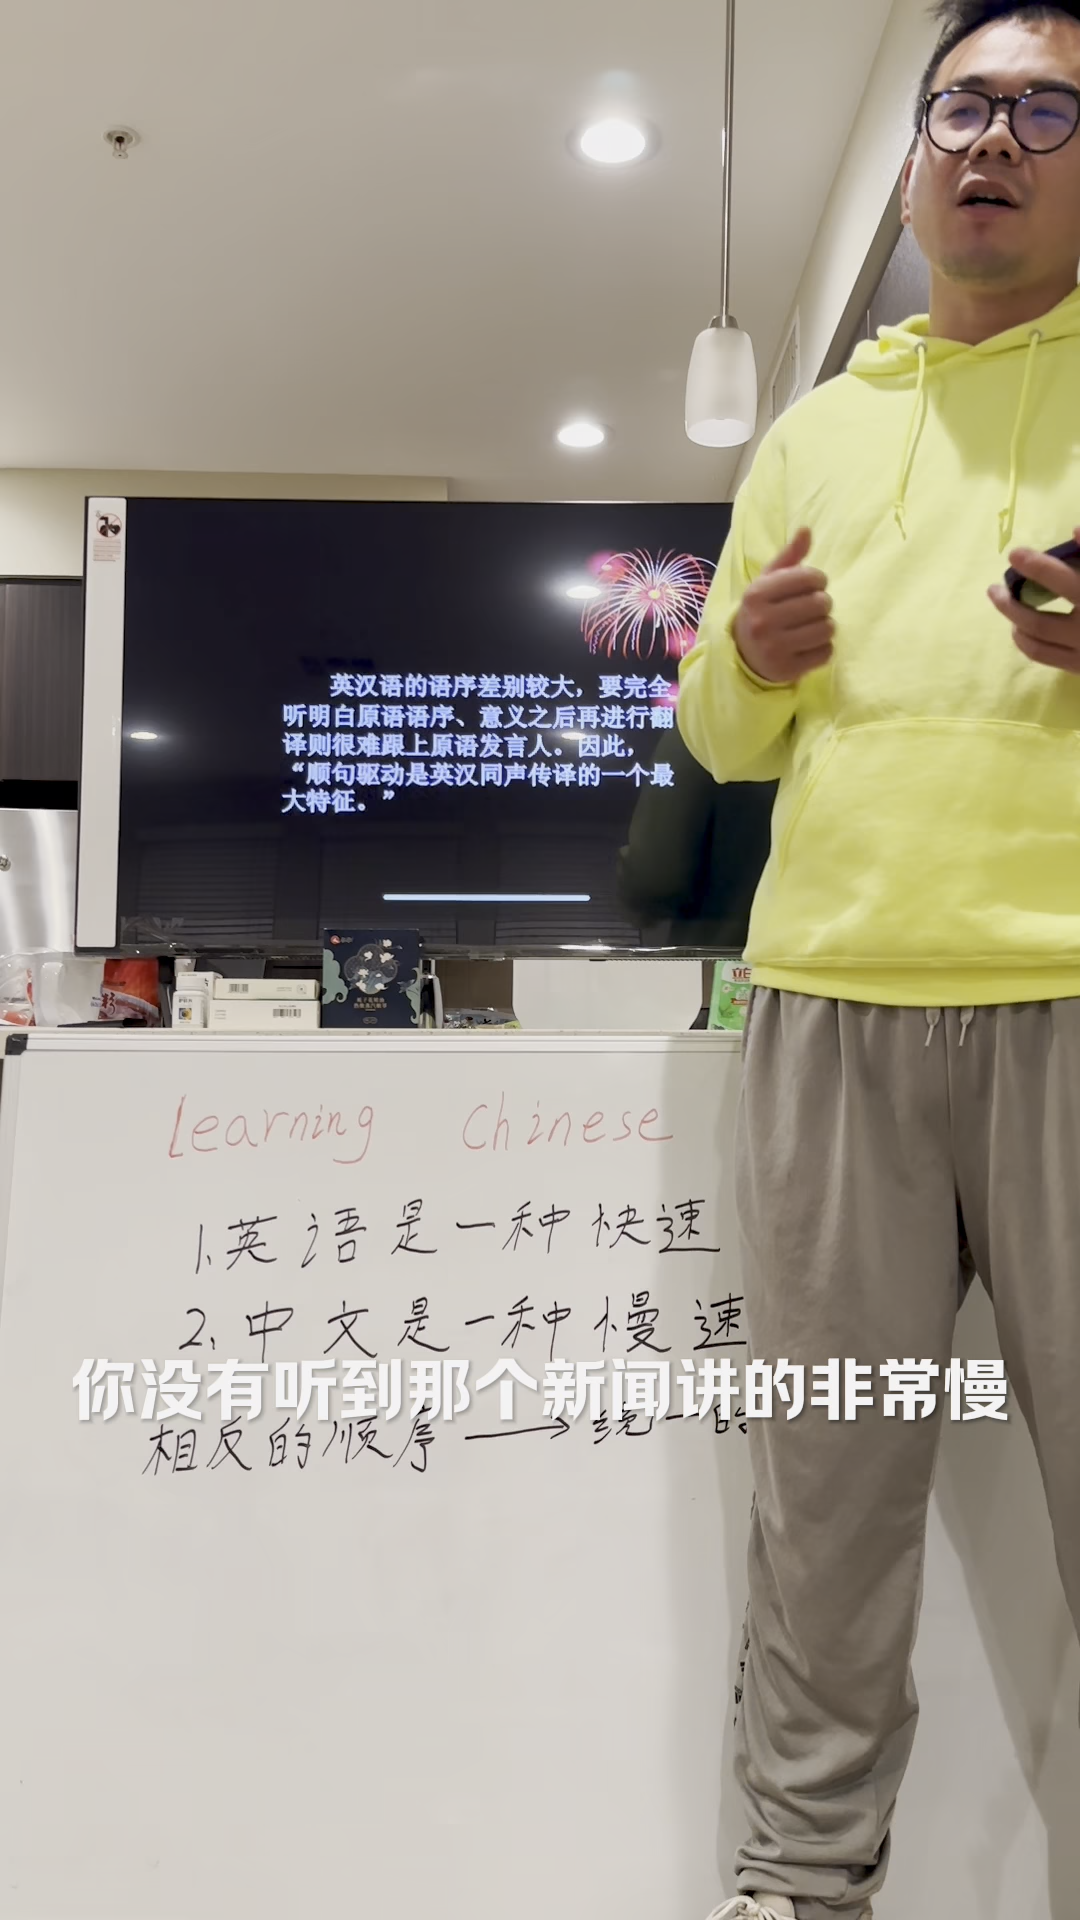 英汉语的语序差别较大，要完全
听明白原语语序、意义之后再进行翻
译则很难跟上原语发言人。因此，
“顺句驱动是英汉同声传译的一个最
大特征。”
立白
Learning Chinese
1.英语是一种快速
2.中文是一种慢速
你没有听到那个新闻讲的非常慢
相反的顺序→统一的